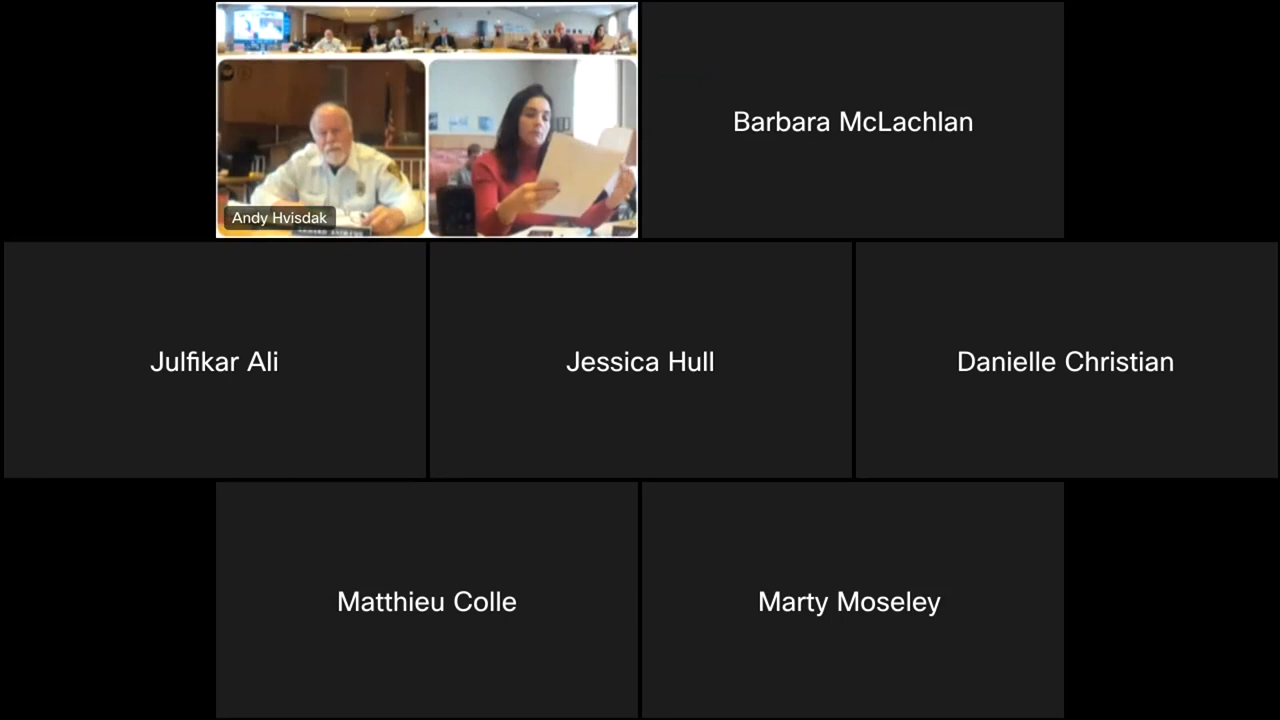 Barbara McLachlan
Andy Hvisdak
Julfikar Ali
Jessica Hull
Danielle Christian
Matthieu Colle
Marty Moseley